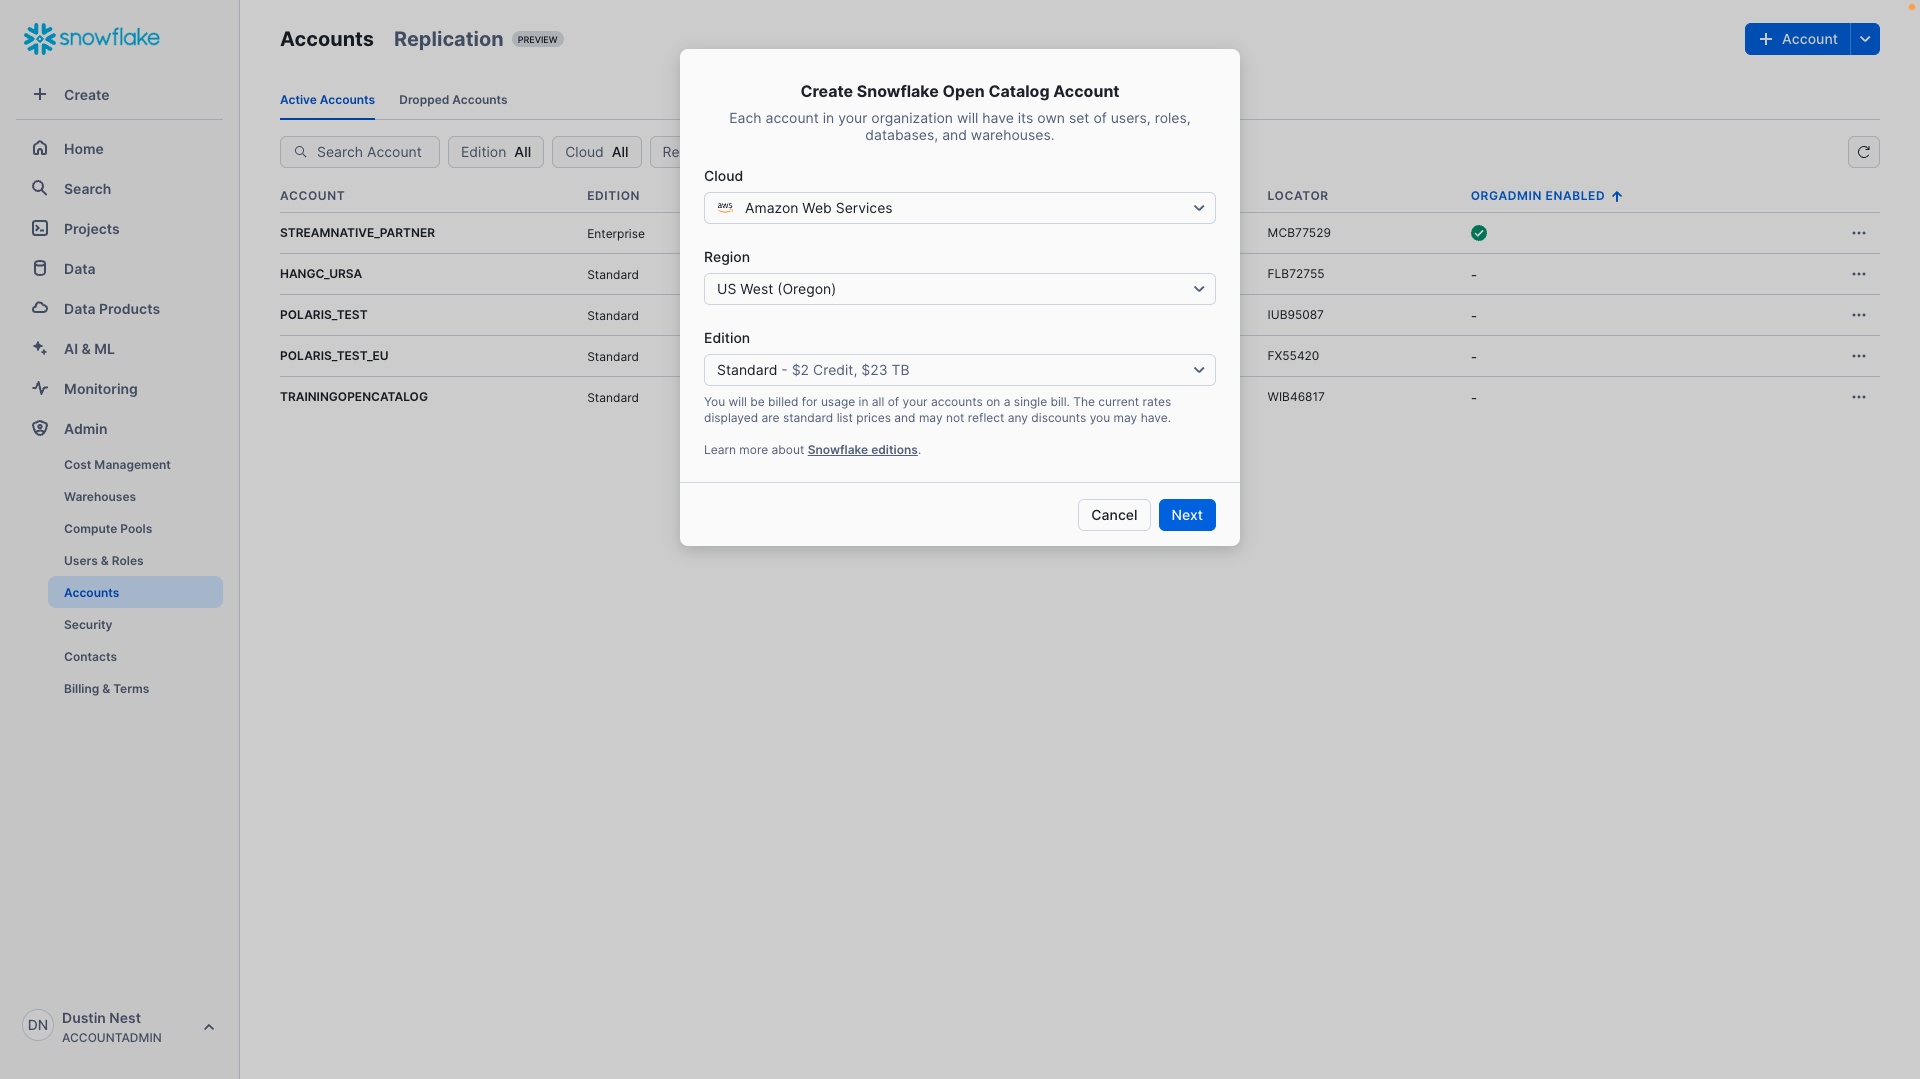 snowflake
Create
Home
Search
Projects
Data
Data Products
AI & ML
Monitoring
Admin
Cost Management
Warehouses
Compute Pools
Users & Roles
Accounts
Security
Contacts
Billing & Terms
DN
Dustin Nest
ACCOUNTADMIN
Accounts
Replication
PREVIEW
Account
Active Accounts
Dropped Accounts
Search Account
Edition All
Cloud All
Re
ACCOUNT EDITION LOCATOR ORGADMIN ENABLED
STREAMNATIVE_PARTNER Enterprise MCB77529
HANGC_URSA Standard FLB72755 -
POLARIS_TEST Standard IUB95087 -
POLARIS_TEST_EU Standard FX55420 -
TRAININGOPENCATALOG Standard WIB46817 -
Create Snowflake Open Catalog Account
Each account in your organization will have its own set of users, roles,
databases, and warehouses.
Cloud
aws Amazon Web Services
Region
US West (Oregon)
Edition
Standard - $2 Credit, $23 TB
You will be billed for usage in all of your accounts on a single bill. The current rates
displayed are standard list prices and may not reflect any discounts you may have.
Learn more about Snowflake editions.
Cancel
Next